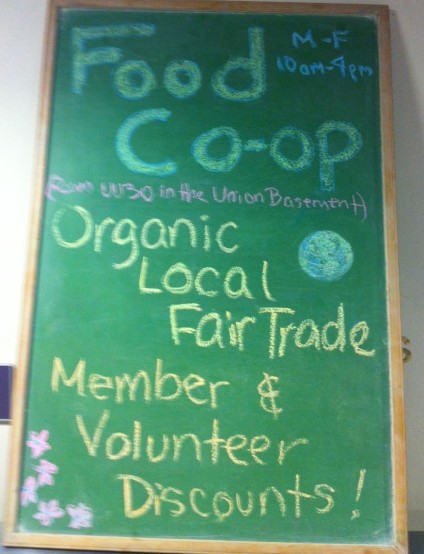 Food
M-F
10am-4pm
Co-op
(Room UU30 in the Union Basement)
Organic
Local
Fair Trade
Member &
Volunteer
Discounts!